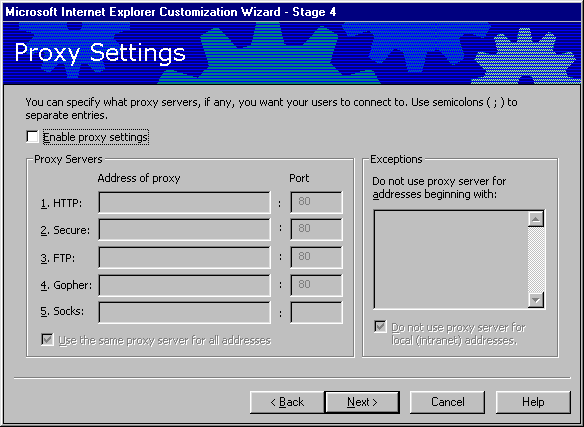 Microsoft Internet Explorer Customization Wizard - Stage 4
Proxy Settings
You can specify what proxy servers, if any, you want your users to connect to. Use semicolons ( ; ) to
separate entries.
Enable proxy settings
Proxy Servers
Address of proxy Port
1. HTTP: : 80
2. Secure: : 80
3. FTP: : 80
4. Gopher: : 80
5. Socks: :
Use the same proxy server for all addresses
Exceptions
Do not use proxy server for
addresses beginning with:
Do not use proxy server for
local (intranet) addresses.
< Back Next > Cancel Help